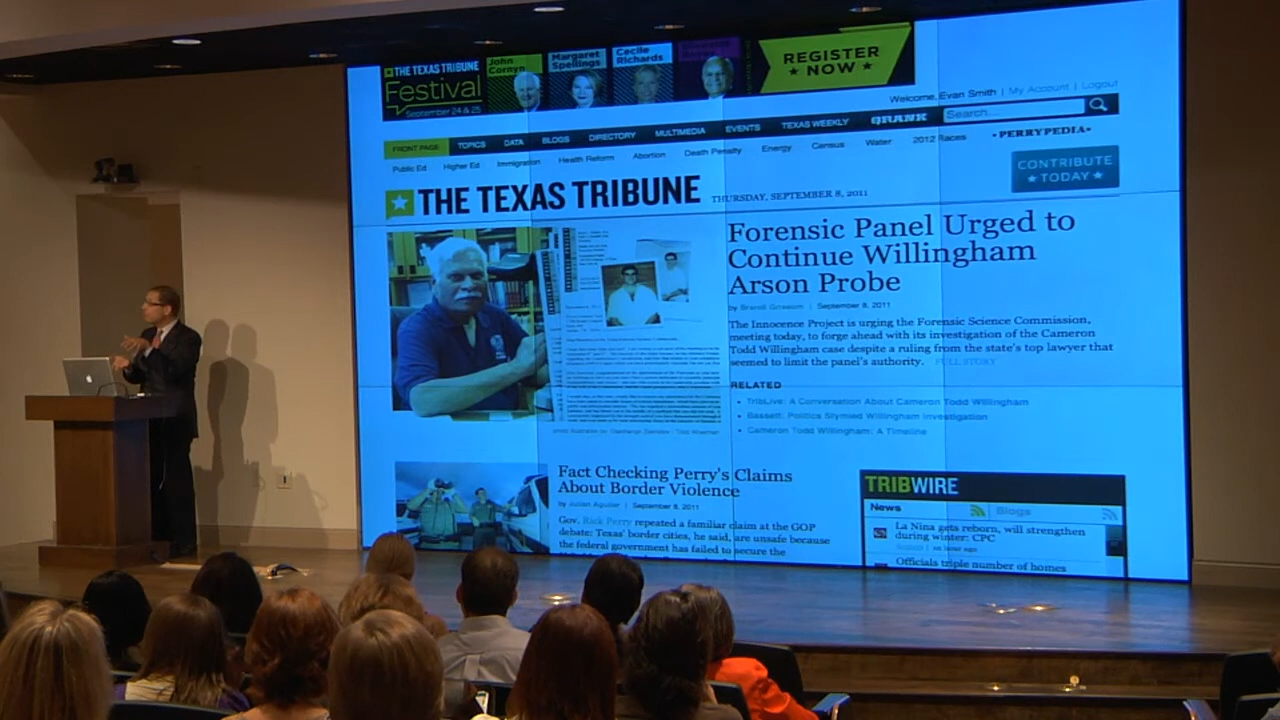 THE TEXAS TRIBUNE
Festival
September 24 & 25
John Cornyn
Margaret Spellings
Cecile Richards
REGISTER
NOW
Welcome, Evan Smith | My Account | Logout
FRONT PAGE TOPICS DATA BLOGS DIRECTORY MULTIMEDIA EVENTS TEXAS WEEKLY QRANK Search...
Public Ed Higher Ed Immigration Health Reform Abortion Death Penalty Energy Census Water 2012 Races •PERRYPEDIA•
CONTRIBUTE
TODAY
THE TEXAS TRIBUNE THURSDAY, SEPTEMBER 8, 2011
Forensic Panel Urged to
Continue Willingham
Arson Probe
by Brandi Grissom | September 8, 2011
The Innocence Project is urging the Forensic Science Commission,
meeting today, to forge ahead with its investigation of the Cameron
Todd Willingham case despite a ruling from the state's top lawyer that
seemed to limit the panel's authority. FULL STORY
RELATED
• TribLive: A Conversation About Cameron Todd Willingham
• Bassett: Politics Stymied Willingham Investigation
• Cameron Todd Willingham: A Timeline
Fact Checking Perry's Claims
About Border Violence
by Julian Aguilar | September 8, 2011
Gov. Rick Perry repeated a familiar claim at the GOP
debate: Texas' border cities, he said, are unsafe because
the federal government has failed to secure the
TRIBWIRE
News Blogs
La Nina gets reborn, will strengthen
during winter: CPC
Officials triple number of homes